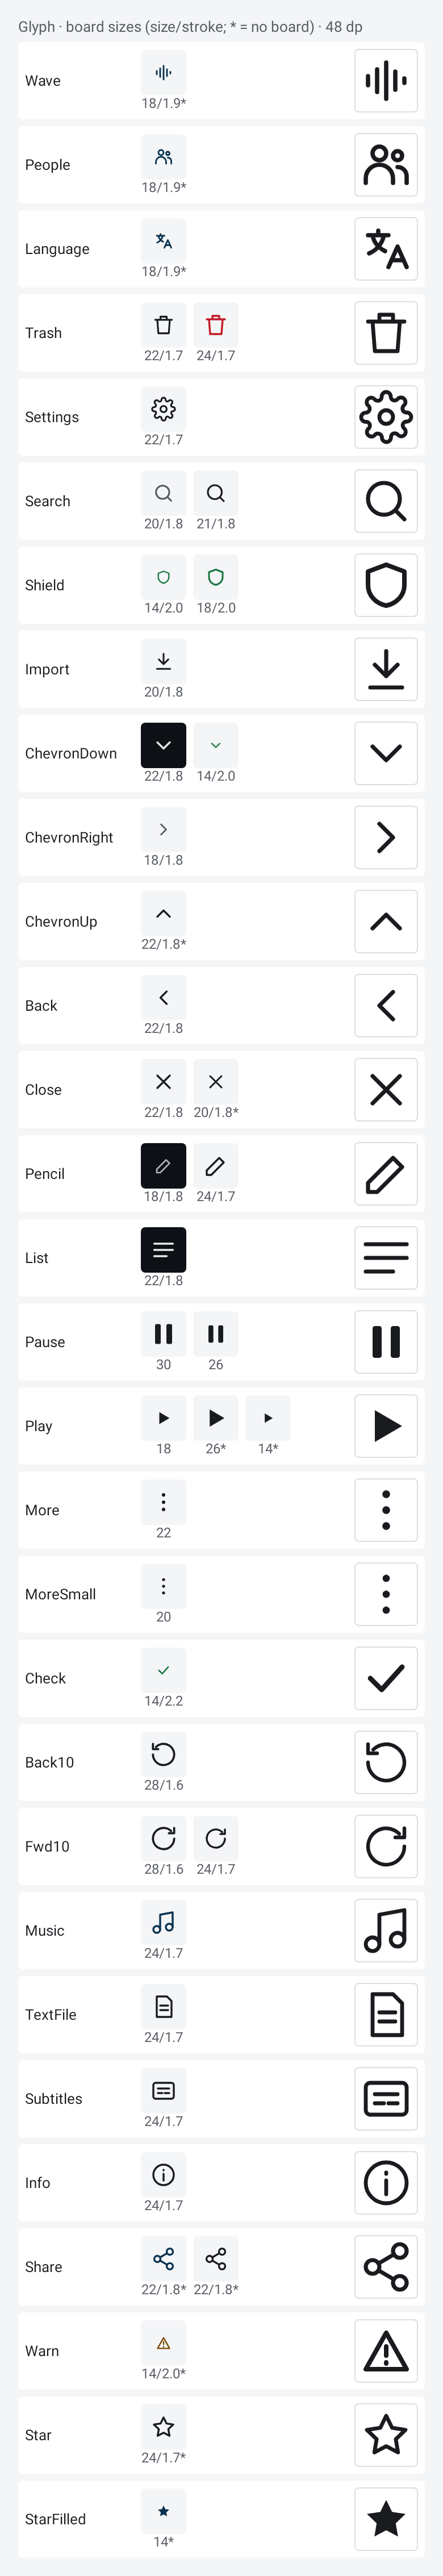 Glyph · board sizes (size/stroke; * = no board) · 48 dp
Wave
18/1.9*
People
18/1.9*
Language
18/1.9*
Trash
22/1.7 24/1.7
Settings
22/1.7
Search
20/1.8 21/1.8
Shield
14/2.0 18/2.0
Import
20/1.8
ChevronDown
22/1.8 14/2.0
ChevronRight
18/1.8
ChevronUp
22/1.8*
Back
22/1.8
Close
22/1.8 20/1.8*
Pencil
18/1.8 24/1.7
List
22/1.8
Pause
30 26
Play
18 26* 14*
More
22
MoreSmall
20
Check
14/2.2
Back10
28/1.6
Fwd10
28/1.6 24/1.7
Music
24/1.7
TextFile
24/1.7
Subtitles
24/1.7
Info
24/1.7
Share
22/1.8* 22/1.8*
Warn
14/2.0*
Star
24/1.7*
StarFilled
14*